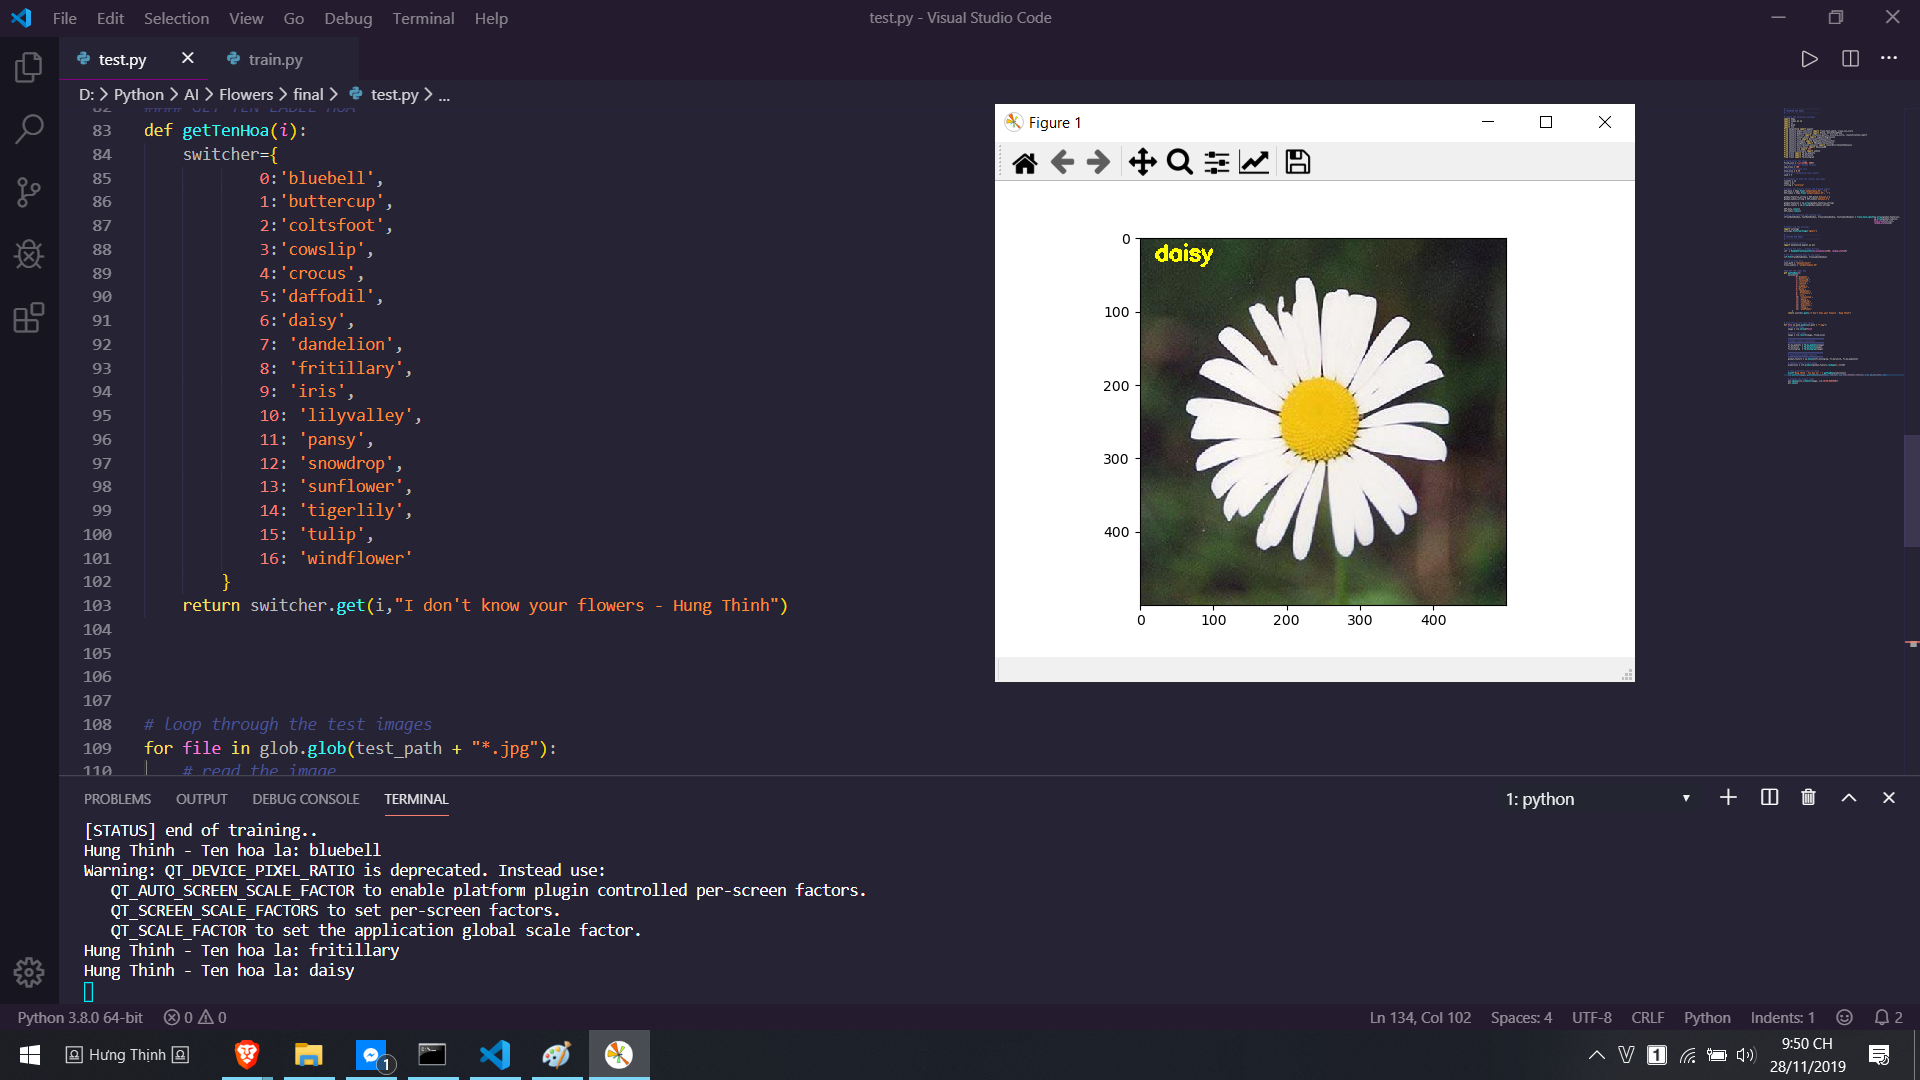 File Edit Selection View Go Debug Terminal Help
test.py - Visual Studio Code
test.py
train.py
D: > Python > AI > Flowers > final > test.py > ...
83 def getTenHoa(i):
84 switcher={
85 0:'bluebell',
86 1:'buttercup',
87 2:'coltsfoot',
88 3:'cowslip',
89 4:'crocus',
90 5:'daffodil',
91 6:'daisy',
92 7: 'dandelion',
93 8: 'fritillary',
94 9: 'iris',
95 10: 'lilyvalley',
96 11: 'pansy',
97 12: 'snowdrop',
98 13: 'sunflower',
99 14: 'tigerlily',
100 15: 'tulip',
101 16: 'windflower'
102 }
103 return switcher.get(i,"I don't know your flowers - Hung Thinh")
104
105
106
107
108 # loop through the test images
109 for file in glob.glob(test_path + "*.jpg"):
110 # read the image
Figure 1
daisy
0
100
200
300
400
0 100 200 300 400
PROBLEMS OUTPUT DEBUG CONSOLE TERMINAL
1: python
[STATUS] end of training..
Hung Thinh - Ten hoa la: bluebell
Warning: QT_DEVICE_PIXEL_RATIO is deprecated. Instead use:
QT_AUTO_SCREEN_SCALE_FACTOR to enable platform plugin controlled per-screen factors.
QT_SCREEN_SCALE_FACTORS to set per-screen factors.
QT_SCALE_FACTOR to set the application global scale factor.
Hung Thinh - Ten hoa la: fritillary
Hung Thinh - Ten hoa la: daisy
Python 3.8.0 64-bit 0 0
Ln 134, Col 102 Spaces: 4 UTF-8 CRLF Python Indents: 1 2
Hưng Thịnh
1
V 1
9:50 CH
28/11/2019